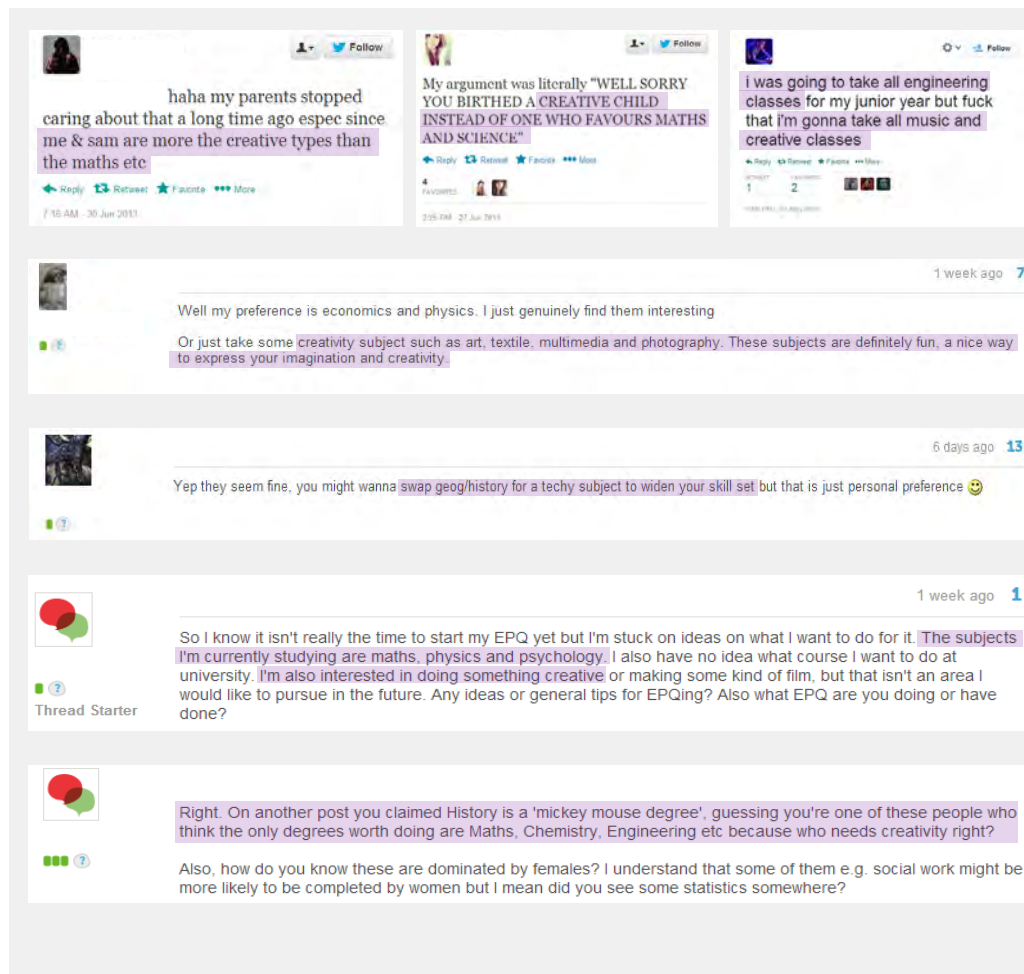 Follow
haha my parents stopped
caring about that a long time ago espec since
me & sam are more the creative types than
the maths etc
Reply Retweet Favorite More
7:16 AM - 30 Jun 2013
Follow
My argument was literally "WELL SORRY
YOU BIRTHED A CREATIVE CHILD
INSTEAD OF ONE WHO FAVOURS MATHS
AND SCIENCE"
Reply Retweet Favorite More
4
FAVORITES
Follow
i was going to take all engineering
classes for my junior year but fuck
that i'm gonna take all music and
creative classes
Reply Retweet Favorite More
1 2
1 week ago 7
Well my preference is economics and physics. I just genuinely find them interesting
Or just take some creativity subject such as art, textile, multimedia and photography. These subjects are definitely fun, a nice way
to express your imagination and creativity.
6 days ago 13
Yep they seem fine, you might wanna swap geog/history for a techy subject to widen your skill set but that is just personal preference
?
1 week ago 1
So I know it isn't really the time to start my EPQ yet but I'm stuck on ideas on what I want to do for it. The subjects
I'm currently studying are maths, physics and psychology. I also have no idea what course I want to do at
university. I'm also interested in doing something creative or making some kind of film, but that isn't an area I
would like to pursue in the future. Any ideas or general tips for EPQing? Also what EPQ are you doing or have
done?
?
Thread Starter
Right. On another post you claimed History is a 'mickey mouse degree', guessing you're one of these people who
think the only degrees worth doing are Maths, Chemistry, Engineering etc because who needs creativity right?
?
Also, how do you know these are dominated by females? I understand that some of them e.g. social work might be
more likely to be completed by women but I mean did you see some statistics somewhere?